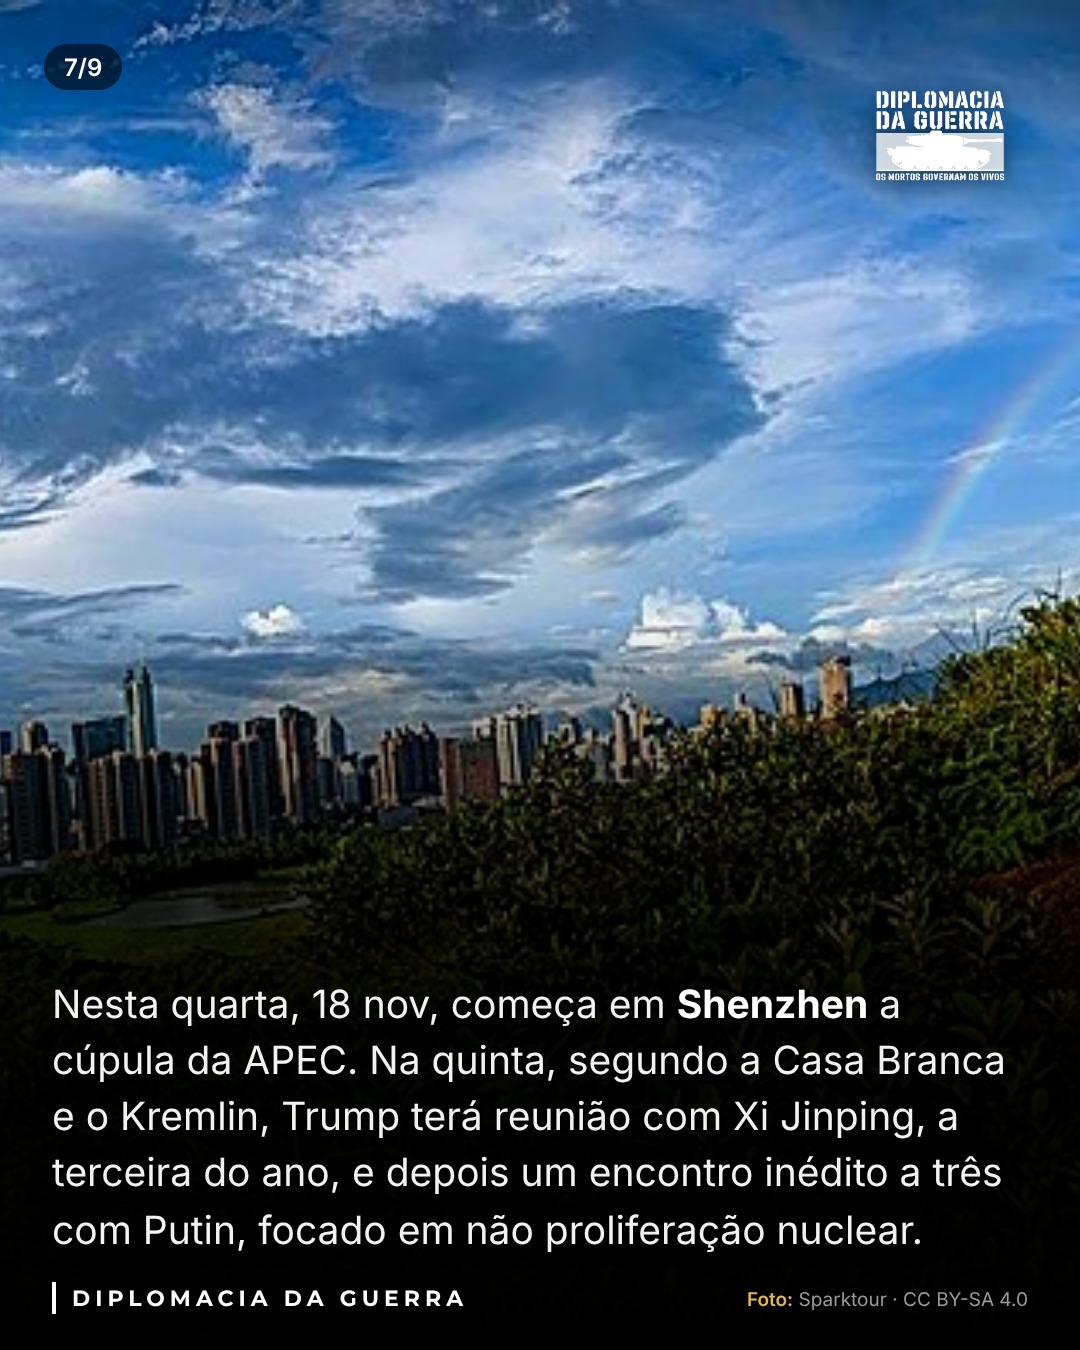 7/9
DIPLOMACIA
DA GUERRA
OS MORTOS GOVERNAM OS VIVOS
Nesta quarta, 18 nov, começa em Shenzhen a
cúpula da APEC. Na quinta, segundo a Casa Branca
e o Kremlin, Trump terá reunião com Xi Jinping, a
terceira do ano, e depois um encontro inédito a três
com Putin, focado em não proliferação nuclear.
DIPLOMACIA DA GUERRA
Foto: Sparktour · CC BY-SA 4.0